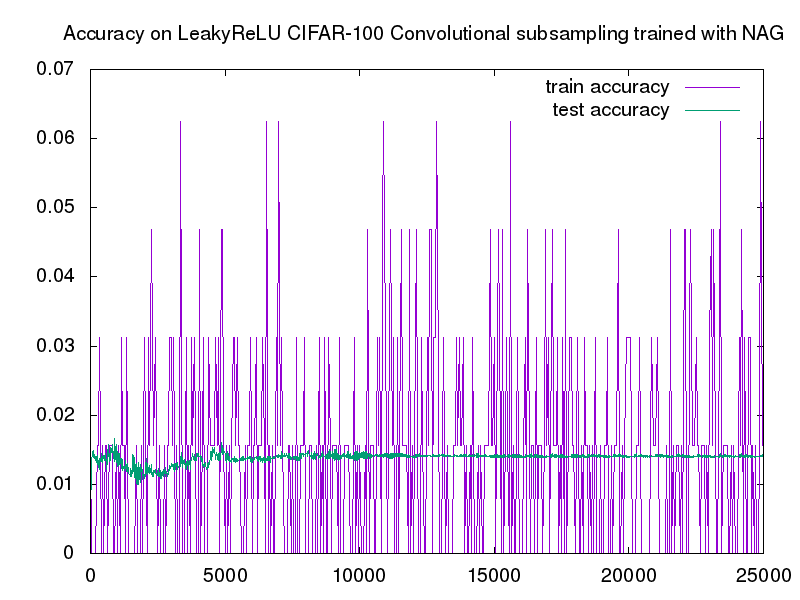 Accuracy on LeakyReLU CIFAR-100 Convolutional subsampling trained with NAG
0.07
train accuracy
test accuracy
0.06
0.05
0.04
0.03
0.02
0.01
0
0 5000 10000 15000 20000 25000